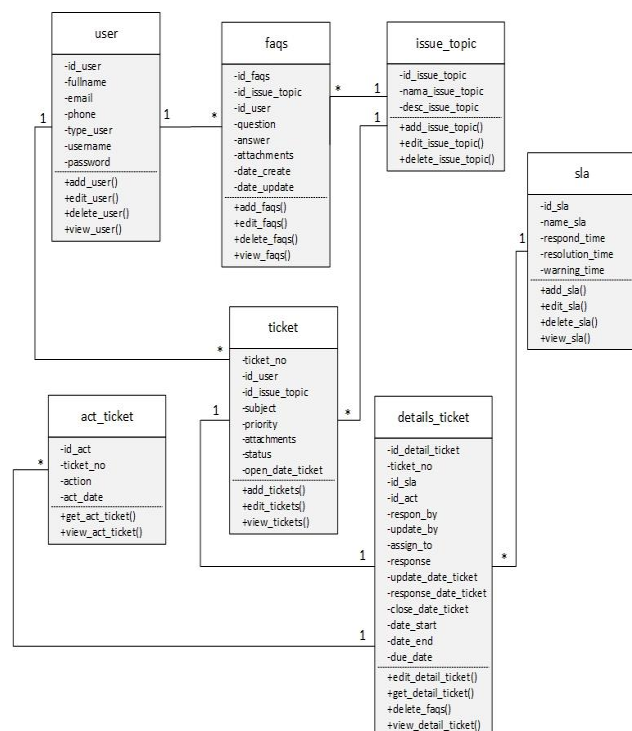 user
-id_user
-fullname
-email
-phone
-type_user
-username
-password
+add_user()
+edit_user()
+delete_user()
+view_user()
faqs
-id_faqs
-id_issue_topic
-id_user
-question
-answer
-attachments
-date_create
-date_update
+add_faqs()
+edit_faqs()
+delete_faqs()
+view_faqs()
issue_topic
-id_issue_topic
-nama_issue_topic
-desc_issue_topic
+add_issue_topic()
+edit_issue_topic()
+delete_issue_topic()
sla
-id_sla
-name_sla
-respond_time
-resolution_time
-warning_time
+add_sla()
+edit_sla()
+delete_sla()
+view_sla()
1
1
*
*
1
1
1
ticket
-ticket_no
-id_user
-id_issue_topic
-subject
-priority
-attachments
-status
-open_date_ticket
+add_tickets()
+edit_tickets()
+view_tickets()
*
1
*
act_ticket
-id_act
-ticket_no
-action
-act_date
+get_act_ticket()
+view_act_ticket()
*
details_ticket
-id_detail_ticket
-ticket_no
-id_sla
-id_act
-respon_by
-update_by
-assign_to
-response
-update_date_ticket
-response_date_ticket
-close_date_ticket
-date_start
-date_end
-due_date
+edit_detail_ticket()
+get_detail_ticket()
+delete_faqs()
+view_detail_ticket()
1
*
1